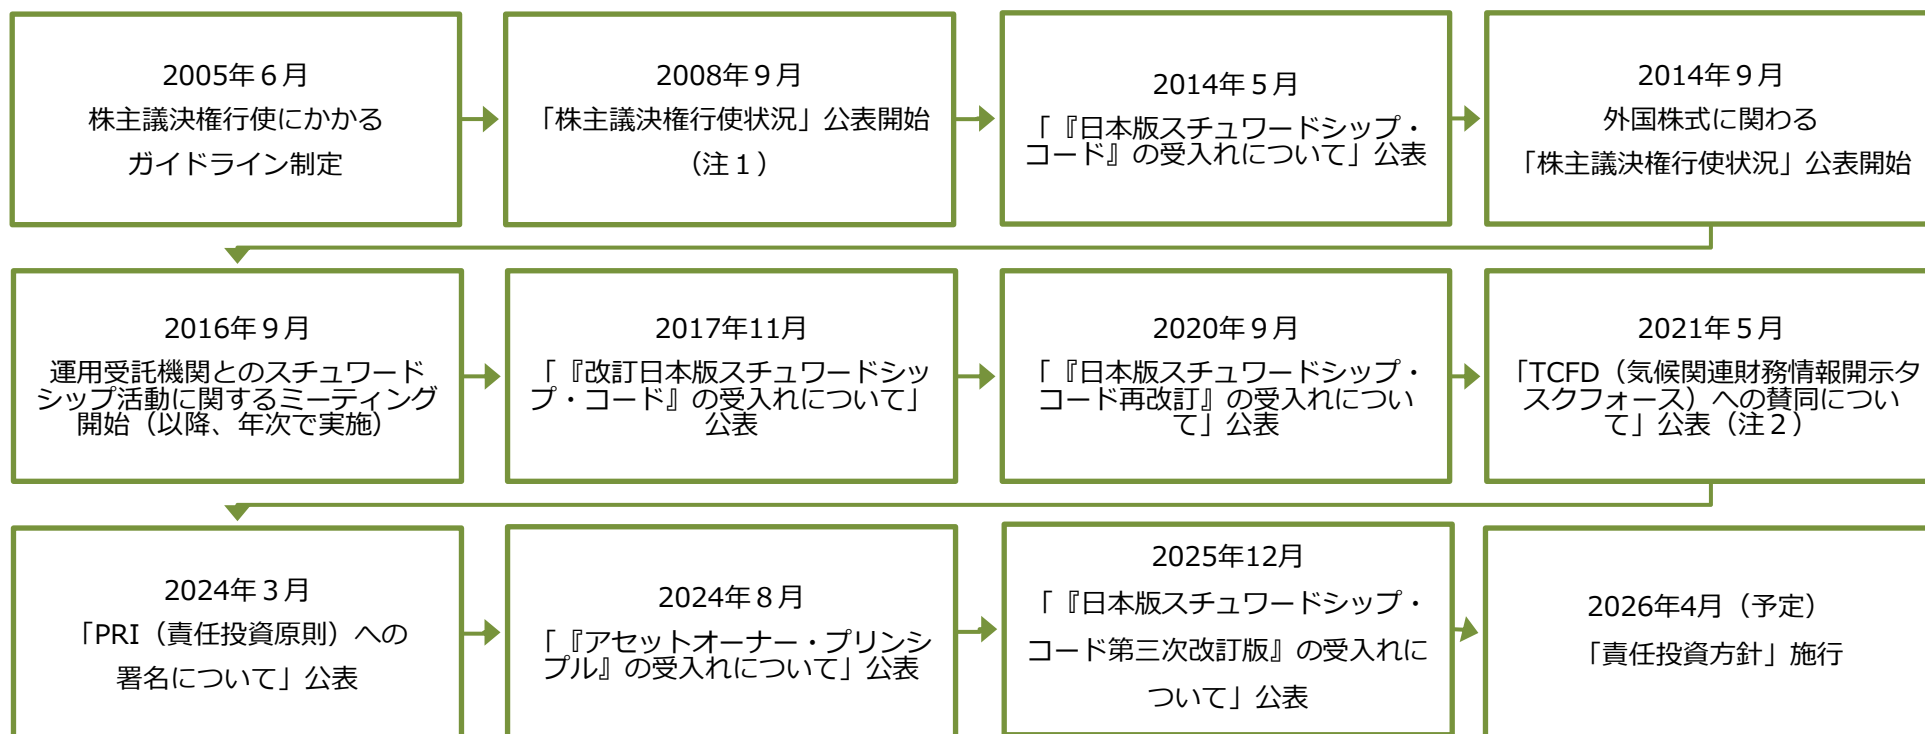 2005年６月
株主議決権行使にかかる
ガイドライン制定
2008年９月
「株主議決権行使状況」公表開始
（注１）
2014年５月
「『日本版スチュワードシップ・
コード』の受入れについて」公表
2014年９月
外国株式に関わる
「株主議決権行使状況」公表開始
2016年９月
運用受託機関とのスチュワード
シップ活動に関するミーティング
開始（以降、年次で実施）
2017年11月
「『改訂日本版スチュワードシッ
プ・コード』の受入れについて」
公表
2020年９月
「『日本版スチュワードシップ・
コード再改訂』の受入れについ
て」公表
2021年５月
「TCFD（気候関連財務情報開示タ
スクフォース）への賛同につい
て」公表（注２）
2024年３月
「PRI（責任投資原則）への
署名について」公表
2024年８月
「『アセットオーナー・プリンシ
プル』の受入れについて」公表
2025年12月
「『日本版スチュワードシップ・
コード第三次改訂版』の受入れに
ついて」公表
2026年4月（予定）
「責任投資方針」施行